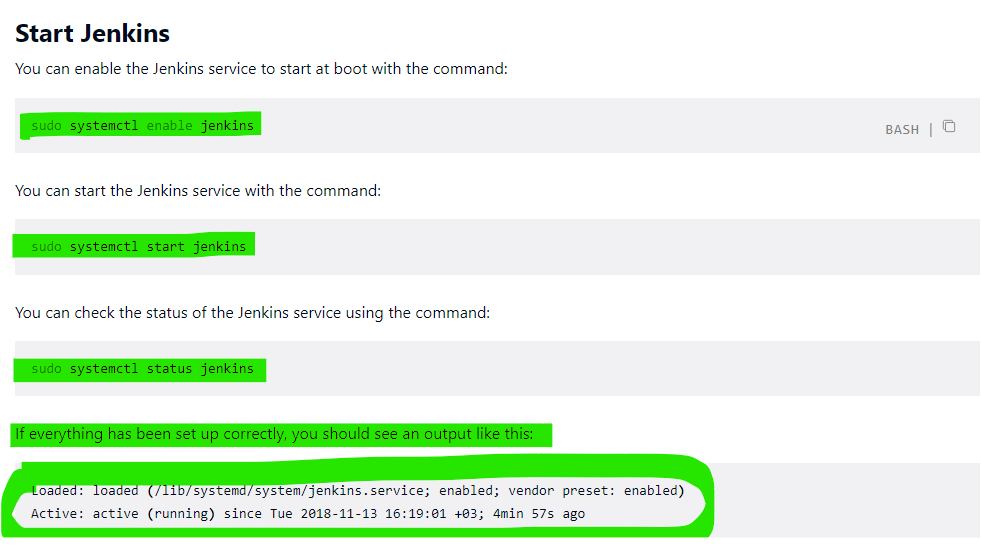 Start Jenkins
You can enable the Jenkins service to start at boot with the command:
sudo systemctl enable jenkins
BASH |
You can start the Jenkins service with the command:
sudo systemctl start jenkins
You can check the status of the Jenkins service using the command:
sudo systemctl status jenkins
If everything has been set up correctly, you should see an output like this:
Loaded: loaded (/lib/systemd/system/jenkins.service; enabled; vendor preset: enabled)
Active: active (running) since Tue 2018-11-13 16:19:01 +03; 4min 57s ago